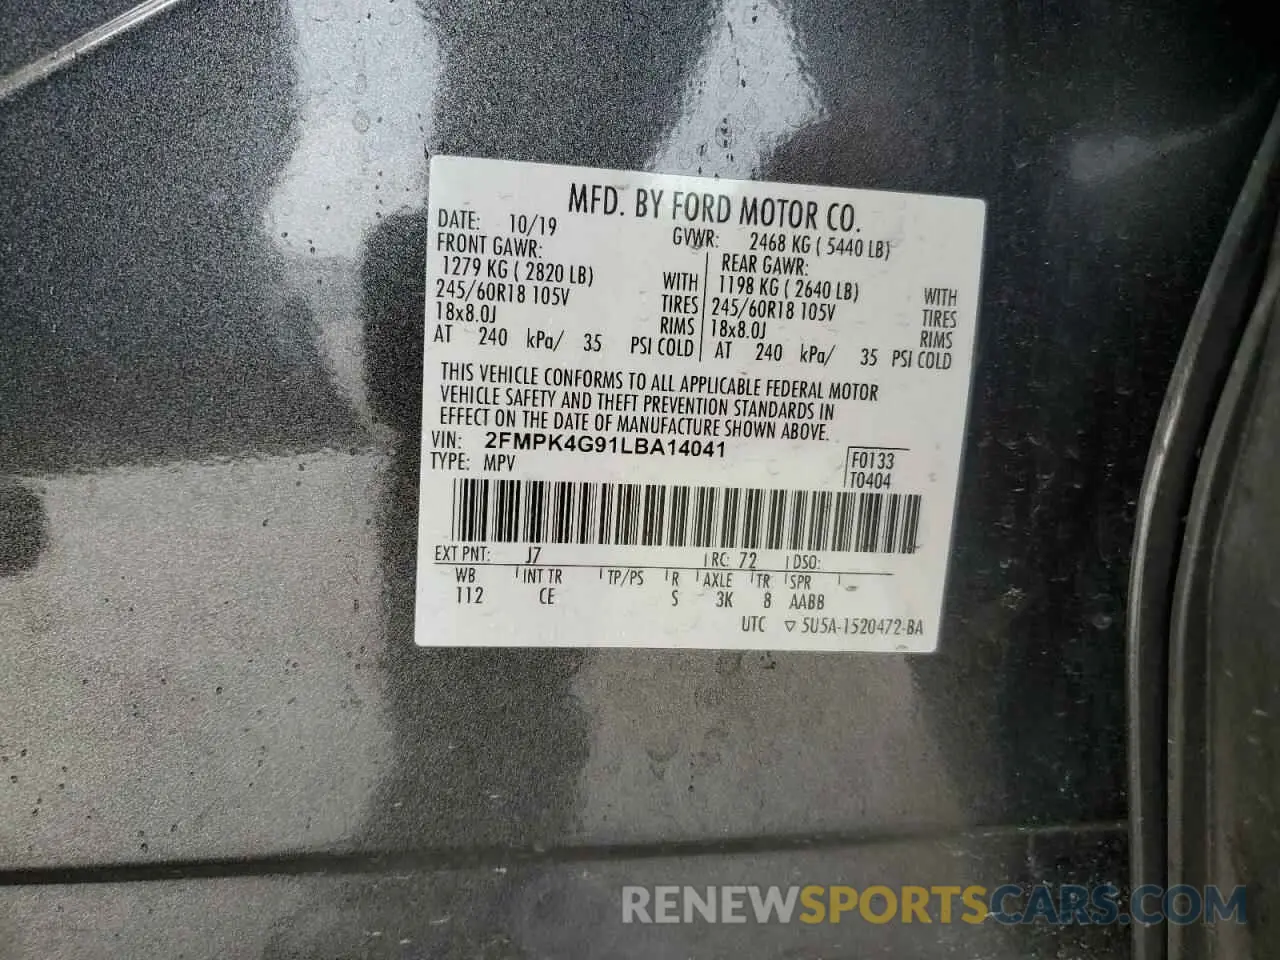 MFD. BY FORD MOTOR CO.
DATE: 10/19 GVWR: 2468 KG ( 5440 LB)
FRONT GAWR: REAR GAWR:
1279 KG ( 2820 LB) WITH 1198 KG ( 2640 LB) WITH
245/60R18 105V TIRES 245/60R18 105V TIRES
18x8.0J RIMS 18x8.0J RIMS
AT 240 kPa/ 35 PSI COLD AT 240 kPa/ 35 PSI COLD
THIS VEHICLE CONFORMS TO ALL APPLICABLE FEDERAL MOTOR
VEHICLE SAFETY AND THEFT PREVENTION STANDARDS IN
EFFECT ON THE DATE OF MANUFACTURE SHOWN ABOVE.
VIN: 2FMPK4G91LBA14041 F0133
TYPE: MPV T0404
EXT PNT: J7 RC: 72 DSO:
WB INT TR TP/PS R AXLE TR SPR
112 CE S 3K 8 AABB
UTC ▽ 5U5A-1520472-BA
RENEWSPORTSCARS.COM